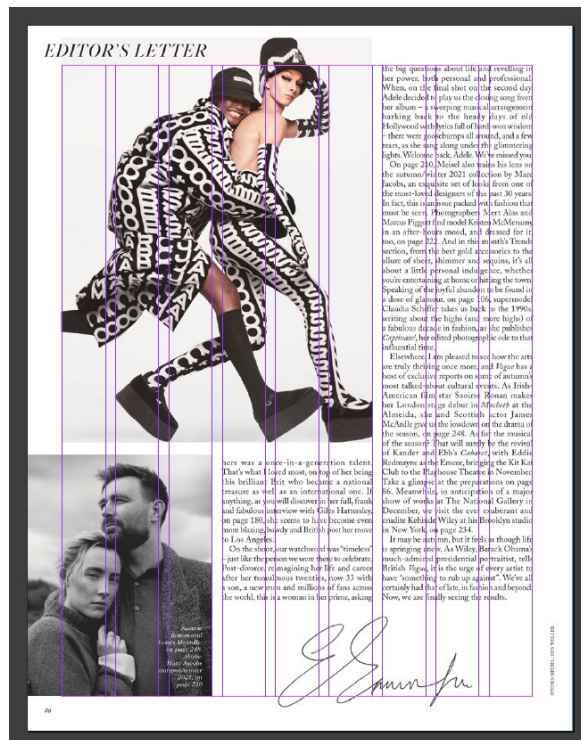 EDITOR'S LETTER
hers was a once-in-a-generation talent.
That's what I loved most, on top of her being
this brilliant Brit who became a national
treasure as well as an international one. If
anything, as you will discover in her full, frank
and fabulous interview with Giles Hattersley,
on page 180, she seems to have become even
more blazing, bawdy and British post her move
to Los Angeles.
On the shoot, our watchword was "timeless"
– just like the person we were there to celebrate.
Post-divorce, reimagining her life and career
after her tumultuous twenties, now 33 with
a son, a new man and millions of fans across
the world, this is a woman in her prime, asking
the big questions about life and revelling in
her power, both personal and professional.
When, on the final shot on the second day,
Adele decided to play us the closing song from
her album – a sweeping musical arrangement
harking back to the heady days of old
Hollywood with lyrics full of hard-won wisdom
– there were goosebumps all around, and a few
tears, as she sang along under the glimmering
lights. Welcome back, Adele. We've missed you.
On page 210, Meisel also trains his lens on
the autumn/winter 2021 collection by Marc
Jacobs, an exquisite set of looks from one of
the most-loved designers of the past 30 years.
In fact, this is an issue packed with fashion that
must be seen. Photographers Mert Alas and
Marcus Piggott find model Kristen McMenamy
in an after-hours mood, and dressed for it
too, on page 222. And in this month's Trends
section, from the best gold accessories to the
allure of sheer, shimmer and sequins, it's all
about a little personal indulgence, whether
you're entertaining at home or hitting the town.
Speaking of the joyful abandon to be found in
a dose of glamour, on page 106, supermodel
Claudia Schiffer takes us back to the 1990s,
writing about the highs (and more highs) of
a fabulous decade in fashion, as she publishes
Captivate!, her edited photographic ode to that
influential time.
Elsewhere, I am pleased to see how the arts
are truly thriving once more, and Vogue has a
host of exclusive reports on some of autumn's
most talked-about cultural events. As Irish-
American film star Saoirse Ronan makes
her London stage debut in Macbeth at the
Almeida, she and Scottish actor James
McArdle give us the lowdown on the drama of
the season, on page 248. As for the musical
of the season? That will surely be the revival
of Kander and Ebb's Cabaret, with Eddie
Redmayne as the Emcee, bringing the Kit Kat
Club to the Playhouse Theatre in November.
Take a glimpse at the preparations on page
86. Meanwhile, in anticipation of a major
show of works at The National Gallery in
December, we visit the ever exuberant and
erudite Kehinde Wiley at his Brooklyn studio
in New York, on page 234.
It may be autumn, but it feels as though life
is springing anew. As Wiley, Barack Obama's
much-admired presidential portraitist, tells
British Vogue, it is the urge of every artist to
have "something to rub up against". We've all
certainly had that of late, in fashion and beyond.
Now, we are finally seeing the results.
Saoirse
Ronan and
James McArdle,
on page 248.
Above:
Marc Jacobs
autumn/winter
2021, on
page 210
STEVEN MEISEL; JACK WELLER
46